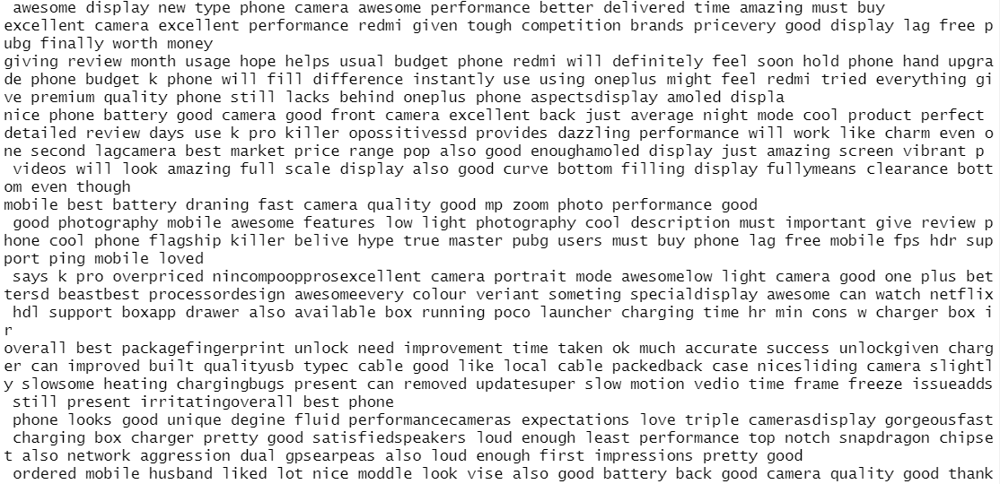 awesome display new type phone camera awesome performance better delivered time amazing must buy
excellent camera excellent performance redmi given tough competition brands pricevery good display lag free p
ubg finally worth money
giving review month usage hope helps usual budget phone redmi will definitely feel soon hold phone hand upgra
de phone budget k phone will fill difference instantly use using oneplus might feel redmi tried everything gi
ve premium quality phone still lacks behind oneplus phone aspectsdisplay amoled displa
nice phone battery good camera good front camera excellent back just average night mode cool product perfect
detailed review days use k pro killer opossitivessd provides dazzling performance will work like charm even o
ne second lagcamera best market price range pop also good enoughamoled display just amazing screen vibrant p
videos will look amazing full scale display also good curve bottom filling display fullymeans clearance bott
om even though
mobile best battery draning fast camera quality good mp zoom photo performance good
good photography mobile awesome features low light photography cool description must important give review p
hone cool phone flagship killer belive hype true master pubg users must buy phone lag free mobile fps hdr sup
port ping mobile loved
says k pro overpriced nincompoopprosexcellent camera portrait mode awesomelow light camera good one plus bet
tersd beastbest processordesign awesomeevery colour veriant someting specialdisplay awesome can watch netflix
hdl support boxapp drawer also available box running poco launcher charging time hr min cons w charger box i
r
overall best packagefingerprint unlock need improvement time taken ok much accurate success unlockgiven charg
er can improved built qualityusb typec cable good like local cable packedback case nicesliding camera slightl
y slowsome heating chargingbugs present can removed updatesuper slow motion vedio time frame freeze issueadds
still present irritatingoverall best phone
phone looks good unique degine fluid performancecameras expectations love triple camerasdisplay gorgeousfast
charging box charger pretty good satisfiedspeakers loud enough least performance top notch snapdragon chipse
t also network aggression dual gpsearpeas also loud enough first impressions pretty good
ordered mobile husband liked lot nice moddle look vise also good battery back good camera quality good thank